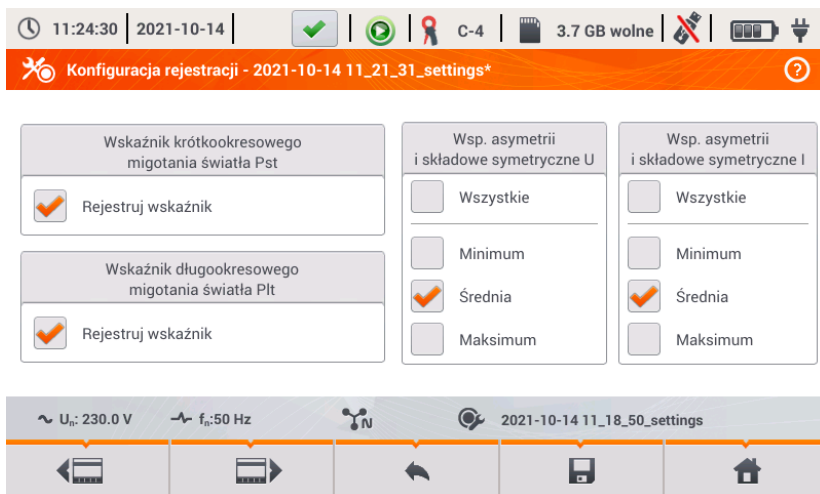 11:24:30 2021-10-14 C-4 3.7 GB wolne
Konfiguracja rejestracji - 2021-10-14 11_21_31_settings* ?
Wskaźnik krótkookresowego
migotania światła Pst
Rejestruj wskaźnik
Wskaźnik długookresowego
migotania światła Plt
Rejestruj wskaźnik
Wsp. asymetrii
i składowe symetryczne U
Wszystkie
Minimum
Średnia
Maksimum
Wsp. asymetrii
i składowe symetryczne I
Wszystkie
Minimum
Średnia
Maksimum
Un: 230.0 V fn:50 Hz N 2021-10-14 11_18_50_settings